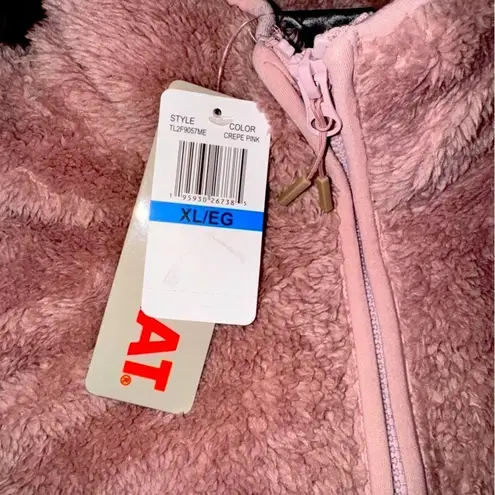 STYLE COLOR
TL2F9057ME CREPE PINK
1 95930 26738 5
XL/EG
AT®